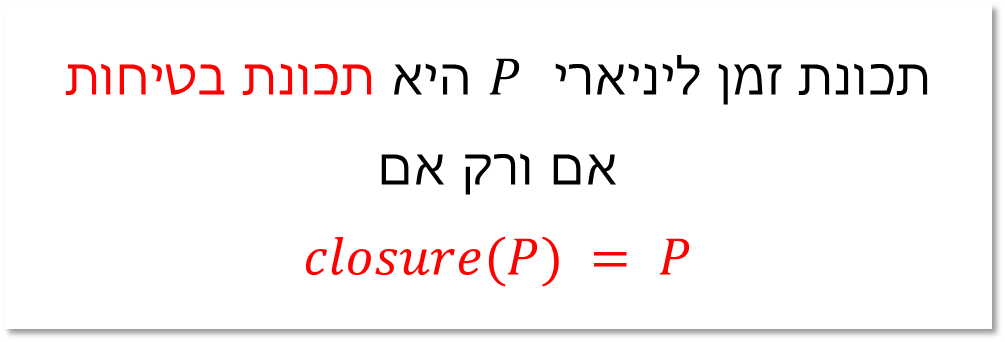 תכונת זמן ליניארי P היא תכונת בטיחות
אם ורק אם
closure(P) = P